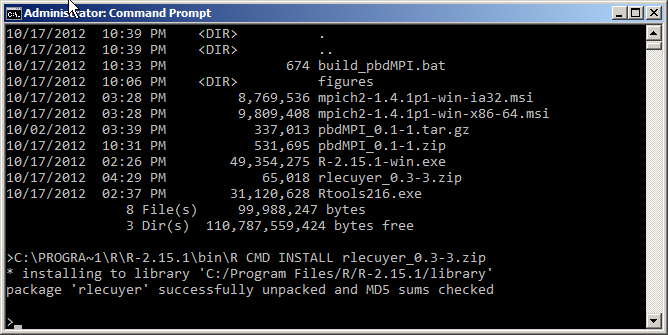 Administrator: Command Prompt
10/17/2012  10:39 PM    <DIR>          .
10/17/2012  10:39 PM    <DIR>          ..
10/17/2012  10:33 PM               674 build_pbdMPI.bat
10/17/2012  10:06 PM    <DIR>          figures
10/17/2012  03:28 PM         8,769,536 mpich2-1.4.1p1-win-ia32.msi
10/17/2012  03:28 PM         9,809,408 mpich2-1.4.1p1-win-x86-64.msi
10/02/2012  03:39 PM           337,013 pbdMPI_0.1-1.tar.gz
10/17/2012  10:31 PM           531,695 pbdMPI_0.1-1.zip
10/17/2012  02:26 PM        49,354,275 R-2.15.1-win.exe
10/17/2012  04:29 PM            65,018 rlecuyer_0.3-3.zip
10/17/2012  02:37 PM        31,120,628 Rtools216.exe
8 File(s)     99,988,247 bytes
3 Dir(s)  110,787,559,424 bytes free
>C:\PROGRA~1\R\R-2.15.1\bin\R CMD INSTALL rlecuyer_0.3-3.zip
* installing to library 'C:/Program Files/R/R-2.15.1/library'
package 'rlecuyer' successfully unpacked and MD5 sums checked
>_